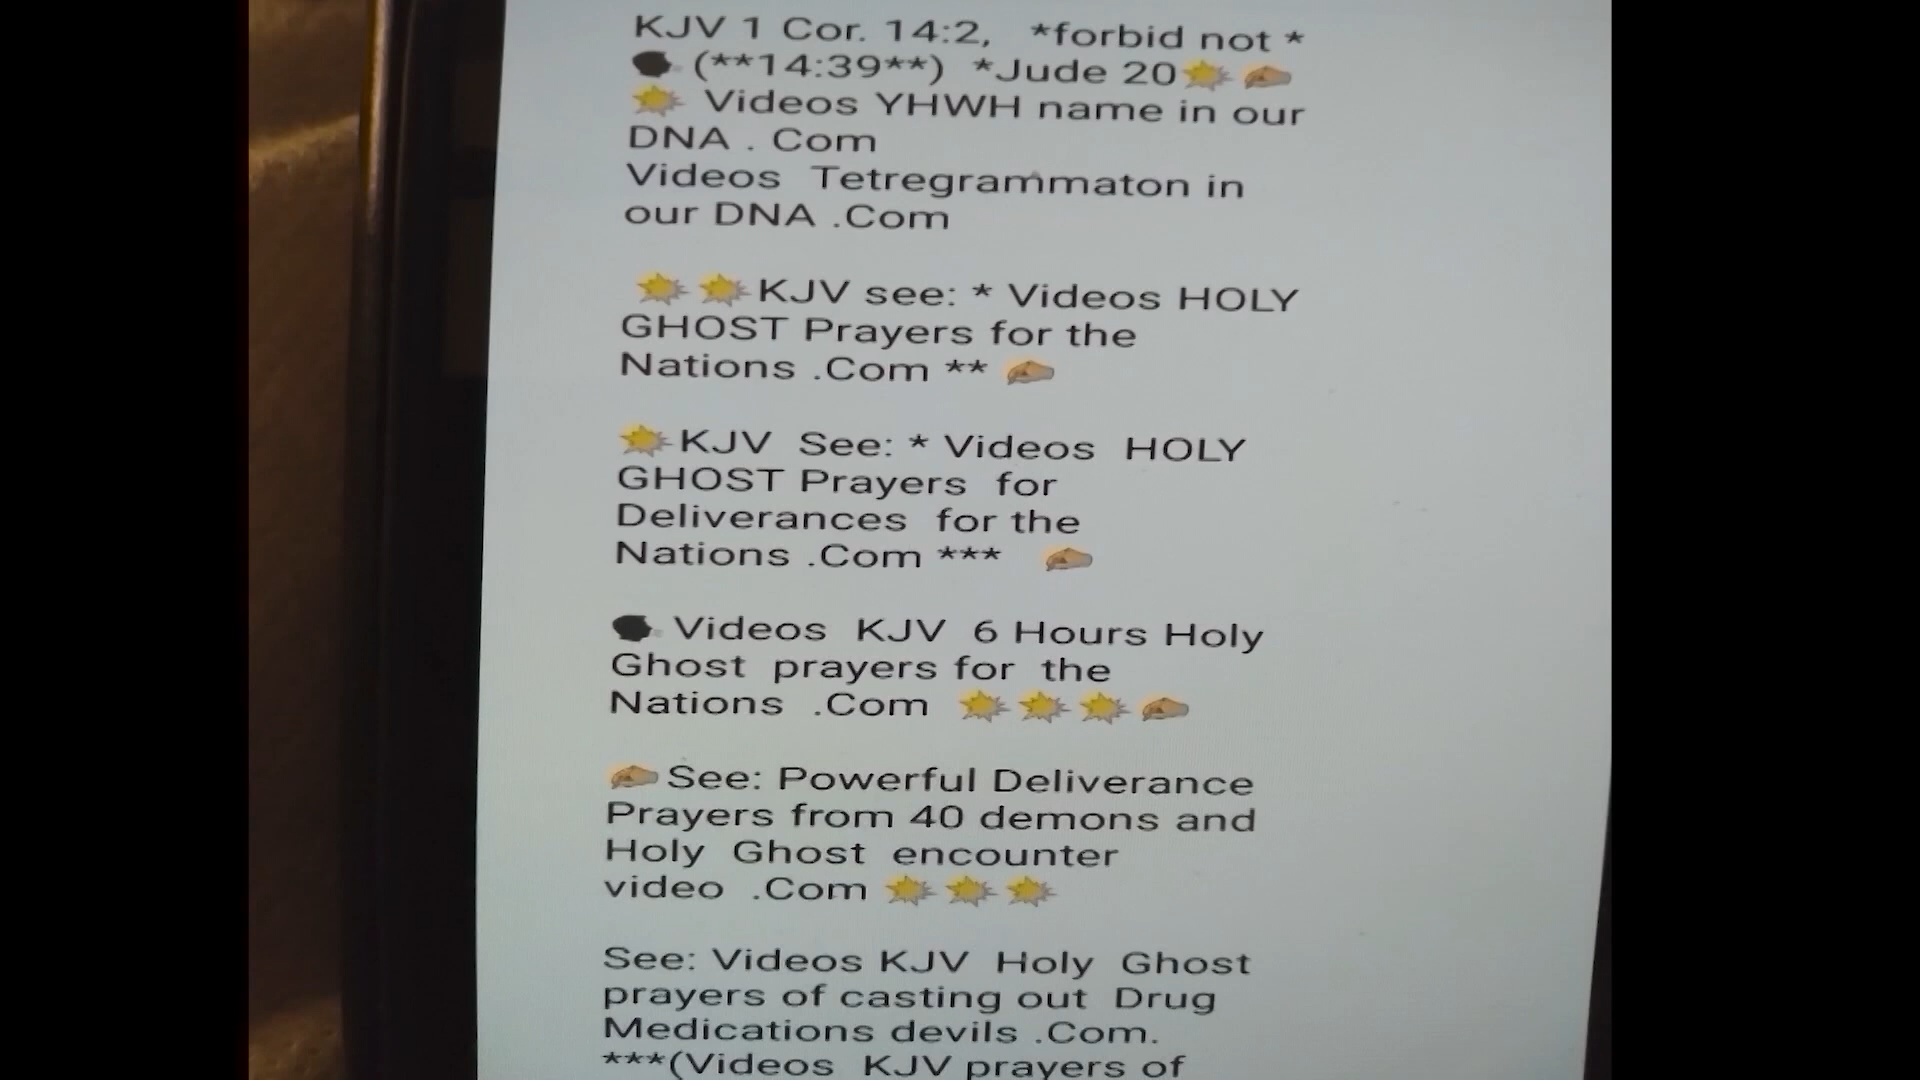 KJV 1 Cor. 14:2, *forbid not *
🗣 (**14:39**) *Jude 20💥✍
💥 Videos YHWH name in our
DNA . Com
Videos Tetregrammaton in
our DNA .Com
💥💥KJV see: * Videos HOLY
GHOST Prayers for the
Nations .Com ** ✍
💥KJV See: * Videos HOLY
GHOST Prayers for
Deliverances for the
Nations .Com *** ✍
🗣 Videos KJV 6 Hours Holy
Ghost prayers for the
Nations .Com 💥💥💥✍
✍See: Powerful Deliverance
Prayers from 40 demons and
Holy Ghost encounter
video .Com 💥💥💥
See: Videos KJV Holy Ghost
prayers of casting out Drug
Medications devils .Com.
***(Videos KJV prayers of